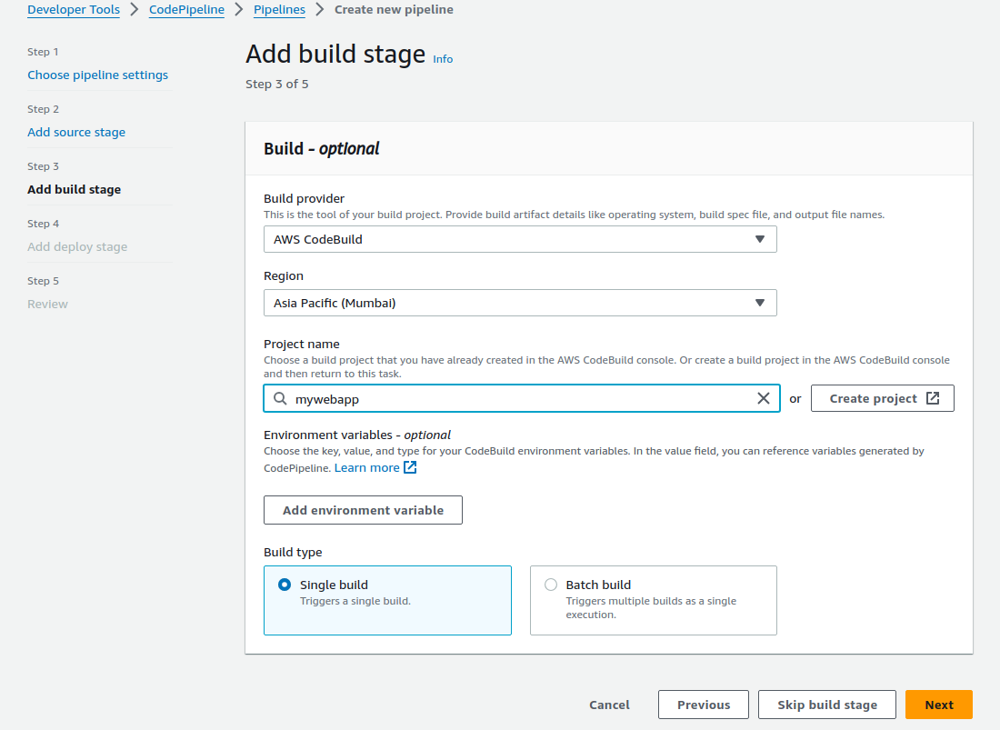 Developer Tools > CodePipeline > Pipelines > Create new pipeline
Step 1
Choose pipeline settings
Step 2
Add source stage
Step 3
Add build stage
Step 4
Add deploy stage
Step 5
Review
Add build stage Info
Step 3 of 5
Build - optional
Build provider
This is the tool of your build project. Provide build artifact details like operating system, build spec file, and output file names.
AWS CodeBuild
Region
Asia Pacific (Mumbai)
Project name
Choose a build project that you have already created in the AWS CodeBuild console. Or create a build project in the AWS CodeBuild console
and then return to this task.
mywebapp or Create project
Environment variables - optional
Choose the key, value, and type for your CodeBuild environment variables. In the value field, you can reference variables generated by
CodePipeline. Learn more
Add environment variable
Build type
Single build
Triggers a single build.
Batch build
Triggers multiple builds as a single
execution.
Cancel Previous Skip build stage Next